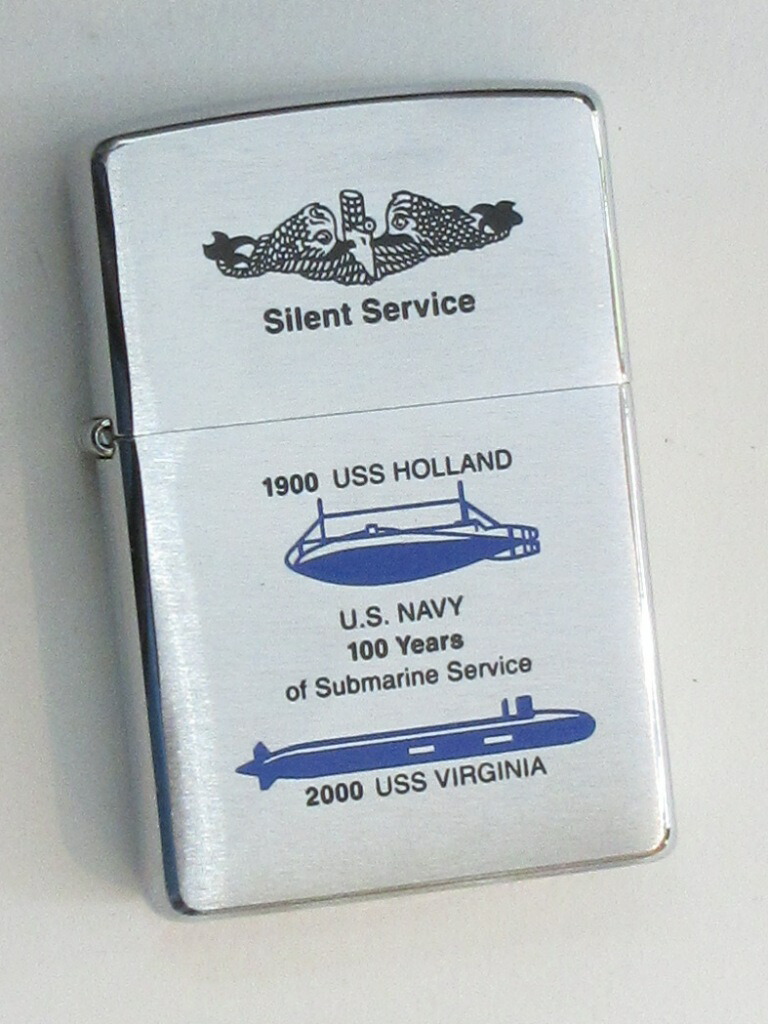 Silent Service
1900 USS HOLLAND
U.S. NAVY
100 Years
of Submarine Service
2000 USS VIRGINIA